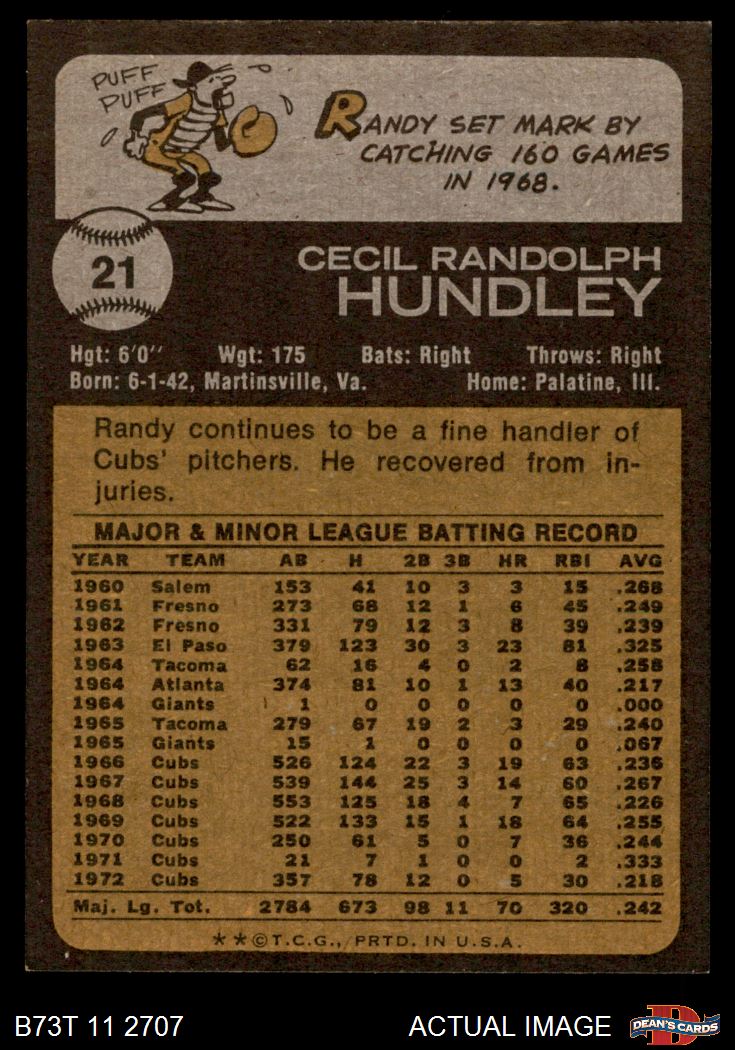 PUFF
PUFF
RANDY SET MARK BY
CATCHING 160 GAMES
IN 1968.
21
CECIL RANDOLPH
HUNDLEY
Hgt: 6'0'' Wgt: 175 Bats: Right Throws: Right
Born: 6-1-42, Martinsville, Va. Home: Palatine, Ill.
Randy continues to be a fine handler of
Cubs' pitchers. He recovered from in-
juries.
MAJOR & MINOR LEAGUE BATTING RECORD
YEAR TEAM AB H 2B 3B HR RBI AVG
1960 Salem 153 41 10 3 3 15 .268
1961 Fresno 273 68 12 1 6 45 .249
1962 Fresno 331 79 12 3 8 39 .239
1963 El Paso 379 123 30 3 23 81 .325
1964 Tacoma 62 16 4 0 2 8 .258
1964 Atlanta 374 81 10 1 13 40 .217
1964 Giants 1 0 0 0 0 0 .000
1965 Tacoma 279 67 19 2 3 29 .240
1965 Giants 15 1 0 0 0 0 .067
1966 Cubs 526 124 22 3 19 63 .236
1967 Cubs 539 144 25 3 14 60 .267
1968 Cubs 553 125 18 4 7 65 .226
1969 Cubs 522 133 15 1 18 64 .255
1970 Cubs 250 61 5 0 7 36 .244
1971 Cubs 21 7 1 0 0 2 .333
1972 Cubs 357 78 12 0 5 30 .218
Maj. Lg. Tot. 2784 673 98 11 70 320 .242
**©T.C.G., PRTD. IN U.S.A.
B73T 11 2707 ACTUAL IMAGE
D
DEAN'S CARDS